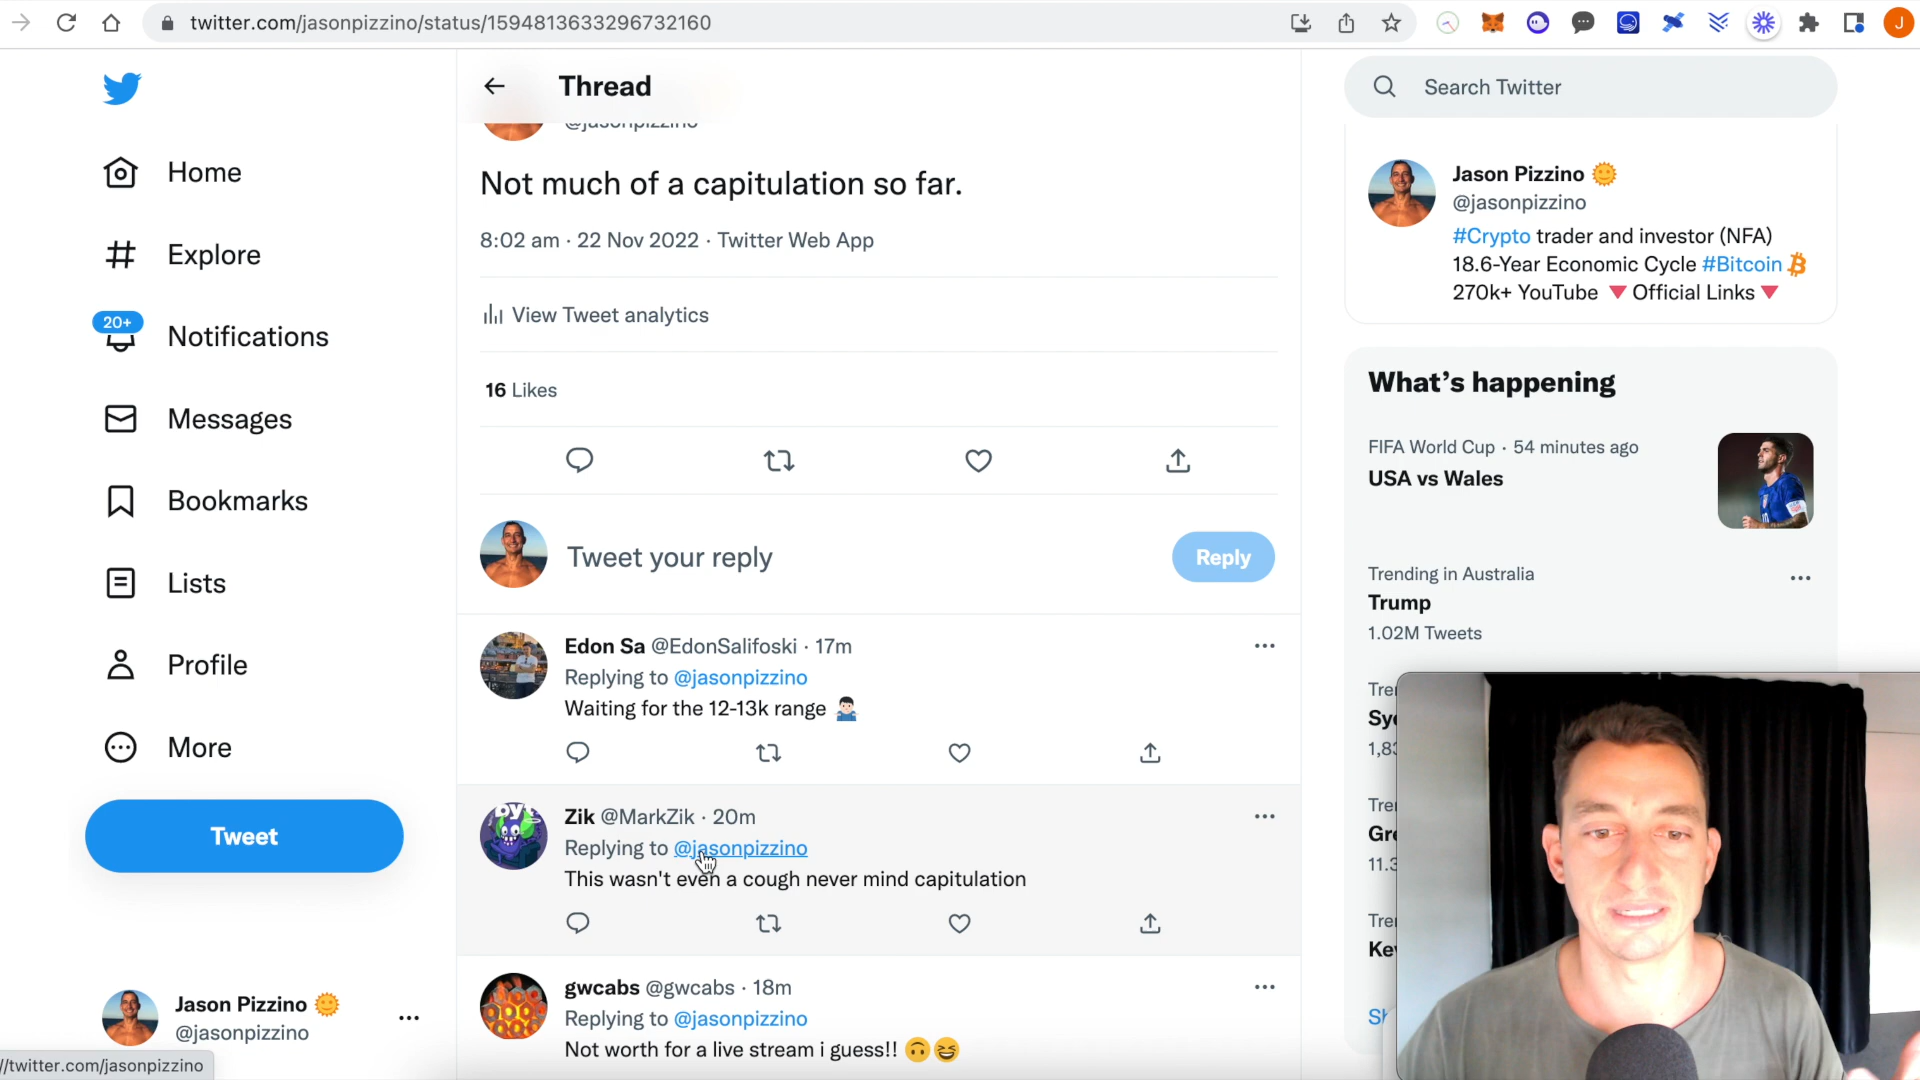 twitter.com/jasonpizzino/status/1594813633296732160
J
Home
Explore
20+
Notifications
Messages
Bookmarks
Lists
Profile
More
Tweet
Jason Pizzino
@jasonpizzino
//twitter.com/jasonpizzino
Thread
@jasonpizzino
Not much of a capitulation so far.
8:02 am · 22 Nov 2022 · Twitter Web App
View Tweet analytics
16 Likes
Tweet your reply
Reply
Edon Sa @EdonSalifoski · 17m
Replying to @jasonpizzino
Waiting for the 12-13k range
Zik @MarkZik · 20m
Replying to @jasonpizzino
This wasn't even a cough never mind capitulation
gwcabs @gwcabs · 18m
Replying to @jasonpizzino
Not worth for a live stream i guess!!
Search Twitter
Jason Pizzino
@jasonpizzino
#Crypto trader and investor (NFA)
18.6-Year Economic Cycle #Bitcoin
270k+ YouTube 🔻 Official Links 🔻
What's happening
FIFA World Cup · 54 minutes ago
USA vs Wales
Trending in Australia
Trump
1.02M Tweets